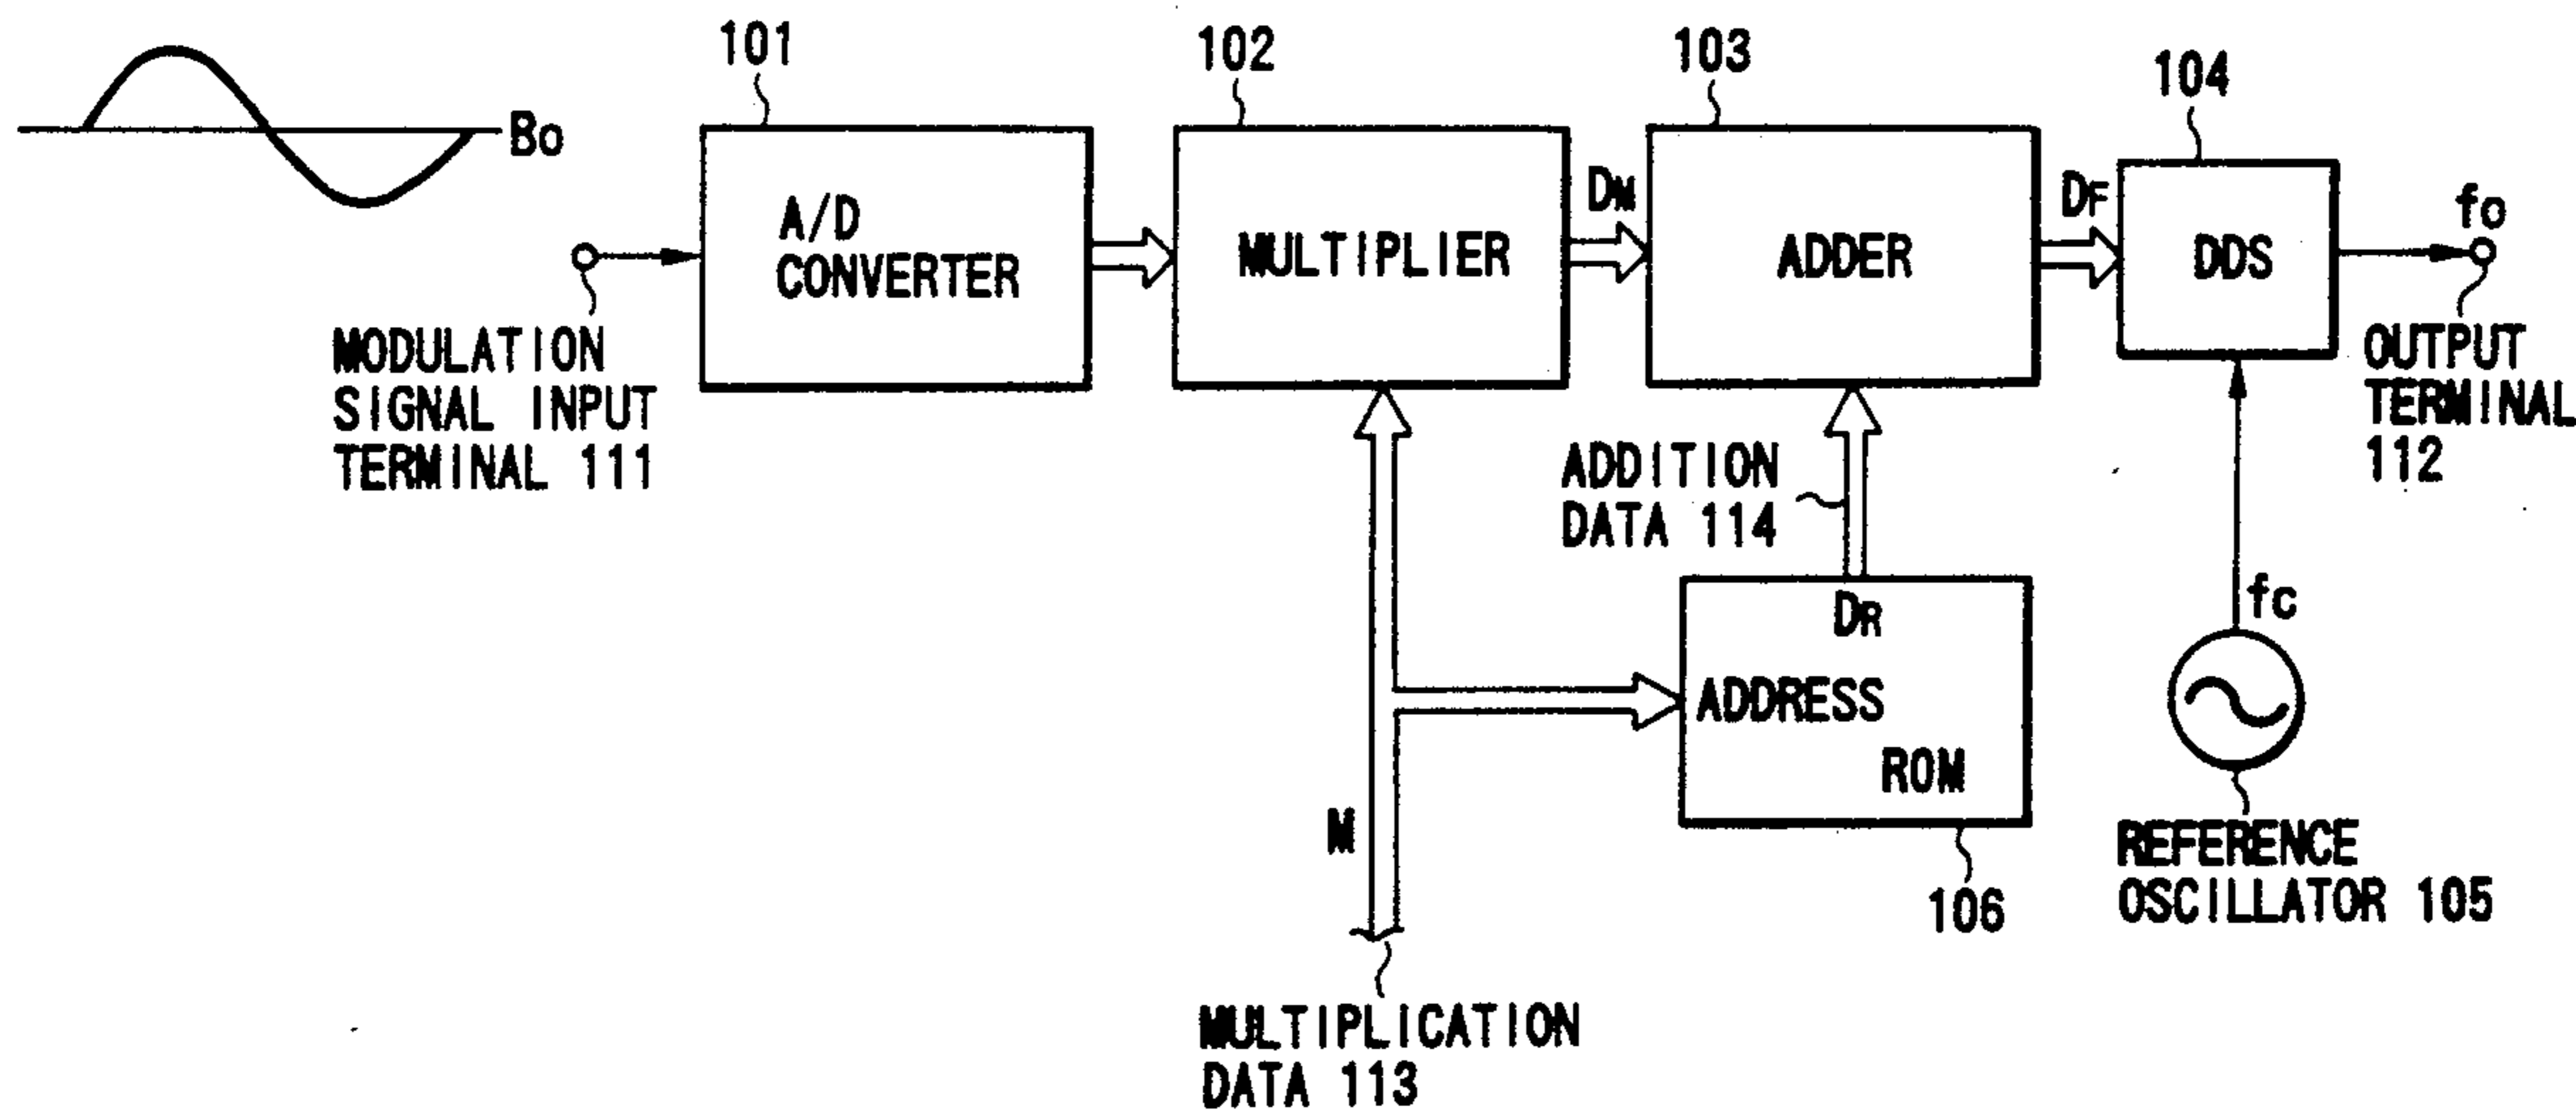 101
102
103
104
Bo
A/D
CONVERTER
MULTIPLIER
DM
ADDER
DF
DDS
fo
MODULATION
SIGNAL INPUT
TERMINAL 111
OUTPUT
TERMINAL
112
ADDITION
DATA 114
DR
ADDRESS
ROM
fc
M
106
REFERENCE
OSCILLATOR 105
MULTIPLICATION
DATA 113